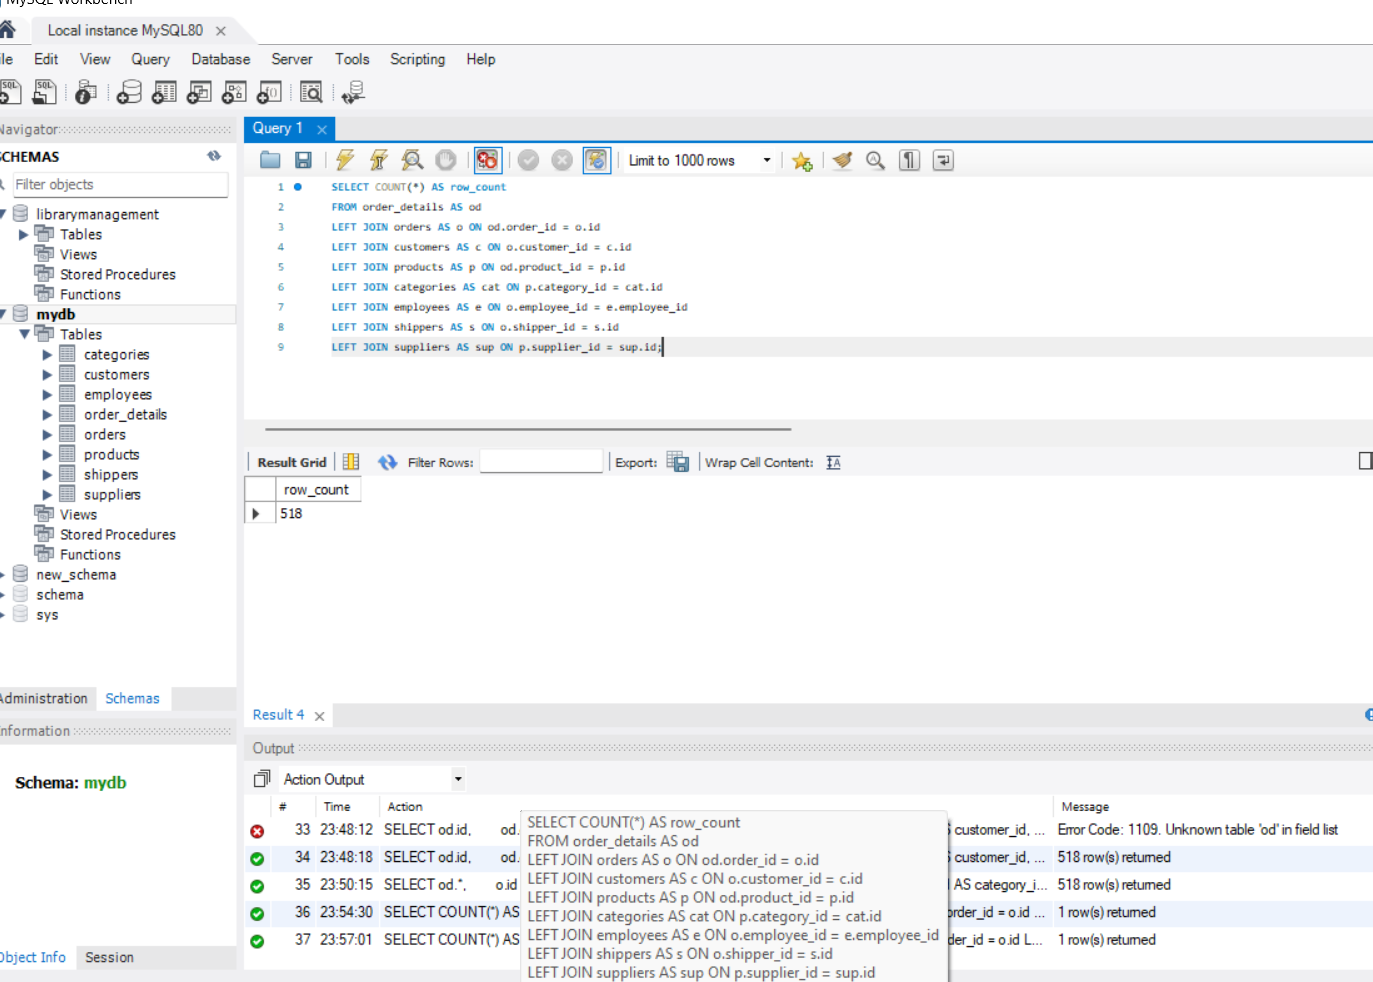 MySQL Workbench
Local instance MySQL80
Edit View Query Database Server Tools Scripting Help
Navigator
SCHEMAS
Filter objects
librarymanagement
Tables
Views
Stored Procedures
Functions
mydb
Tables
categories
customers
employees
order_details
orders
products
shippers
suppliers
Views
Stored Procedures
Functions
new_schema
schema
sys
Administration Schemas
Information
Schema: mydb
Object Info Session
Query 1
Limit to 1000 rows
1 SELECT COUNT(*) AS row_count
2 FROM order_details AS od
3 LEFT JOIN orders AS o ON od.order_id = o.id
4 LEFT JOIN customers AS c ON o.customer_id = c.id
5 LEFT JOIN products AS p ON od.product_id = p.id
6 LEFT JOIN categories AS cat ON p.category_id = cat.id
7 LEFT JOIN employees AS e ON o.employee_id = e.employee_id
8 LEFT JOIN shippers AS s ON o.shipper_id = s.id
9 LEFT JOIN suppliers AS sup ON p.supplier_id = sup.id;
Result Grid Filter Rows: Export: Wrap Cell Content:
row_count
518
Result 4
Output
Action Output
# Time Action Message
33 23:48:12 SELECT od.id, od. customer_id, ... Error Code: 1109. Unknown table 'od' in field list
34 23:48:18 SELECT od.id, od. customer_id, ... 518 row(s) returned
35 23:50:15 SELECT od.*, o.id AS category_i... 518 row(s) returned
36 23:54:30 SELECT COUNT(*) AS order_id = o.id ... 1 row(s) returned
37 23:57:01 SELECT COUNT(*) AS der_id = o.id L... 1 row(s) returned
SELECT COUNT(*) AS row_count
FROM order_details AS od
LEFT JOIN orders AS o ON od.order_id = o.id
LEFT JOIN customers AS c ON o.customer_id = c.id
LEFT JOIN products AS p ON od.product_id = p.id
LEFT JOIN categories AS cat ON p.category_id = cat.id
LEFT JOIN employees AS e ON o.employee_id = e.employee_id
LEFT JOIN shippers AS s ON o.shipper_id = s.id
LEFT JOIN suppliers AS sup ON p.supplier_id = sup.id